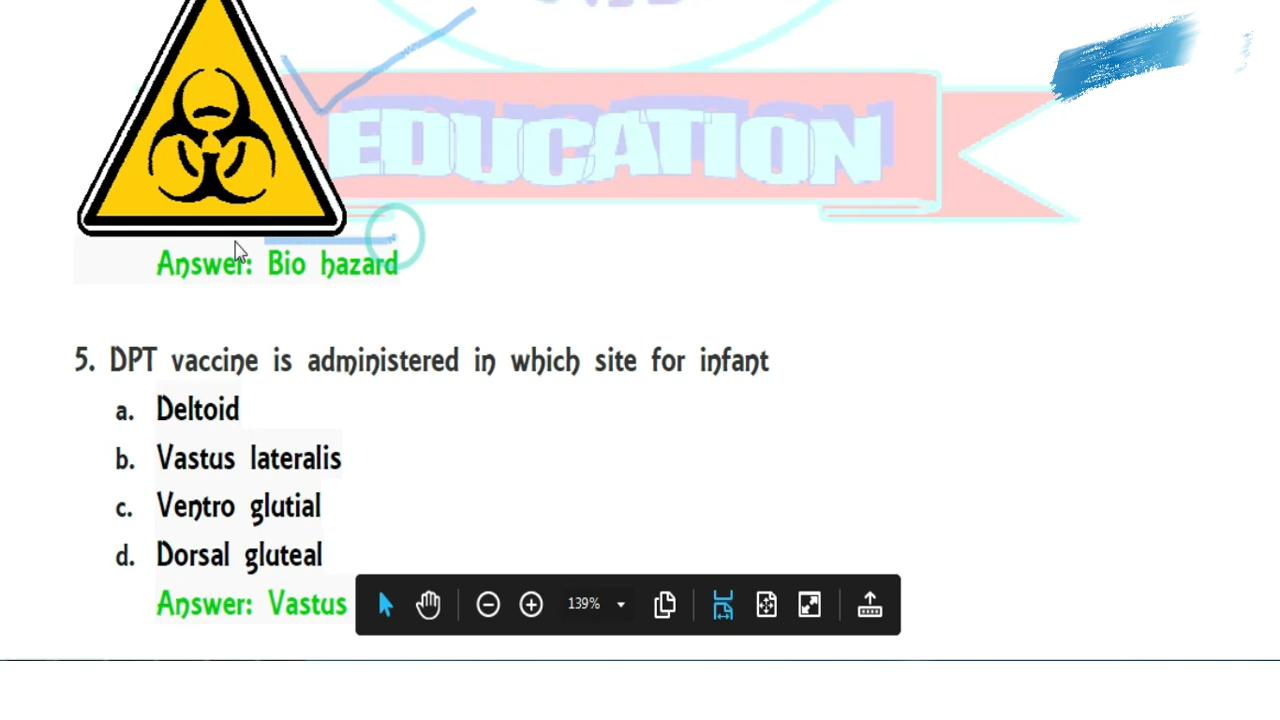 EDUCATION
Answer: Bio hazard
5. DPT vaccine is administered in which site for infant
a. Deltoid
b. Vastus lateralis
c. Ventro glutial
d. Dorsal gluteal
Answer: Vastus
139%